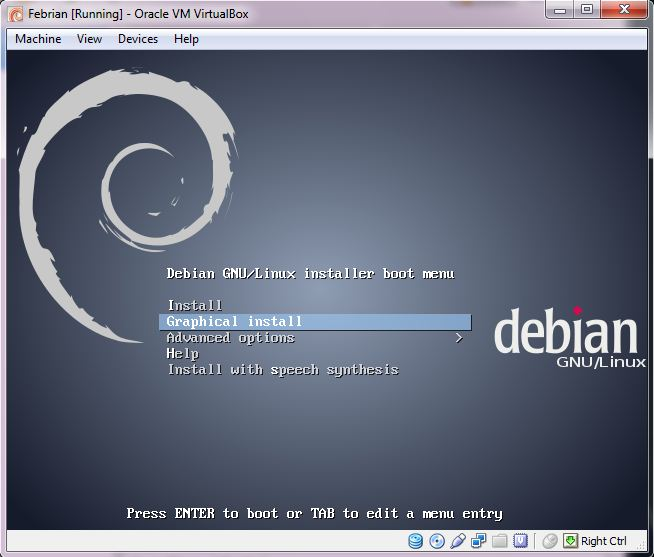 Febrian [Running] - Oracle VM VirtualBox
Machine View Devices Help
Debian GNU/Linux installer boot menu
Install
Graphical install
Advanced options >
Help
Install with speech synthesis
debian
GNU/Linux
Press ENTER to boot or TAB to edit a menu entry
Right Ctrl